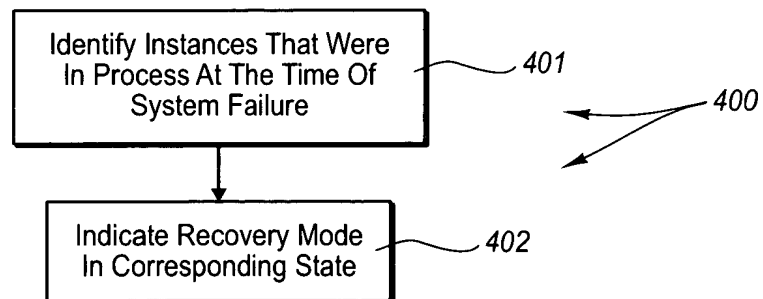 Identify Instances That Were
In Process At The Time Of
System Failure
401
400
Indicate Recovery Mode
In Corresponding State
402